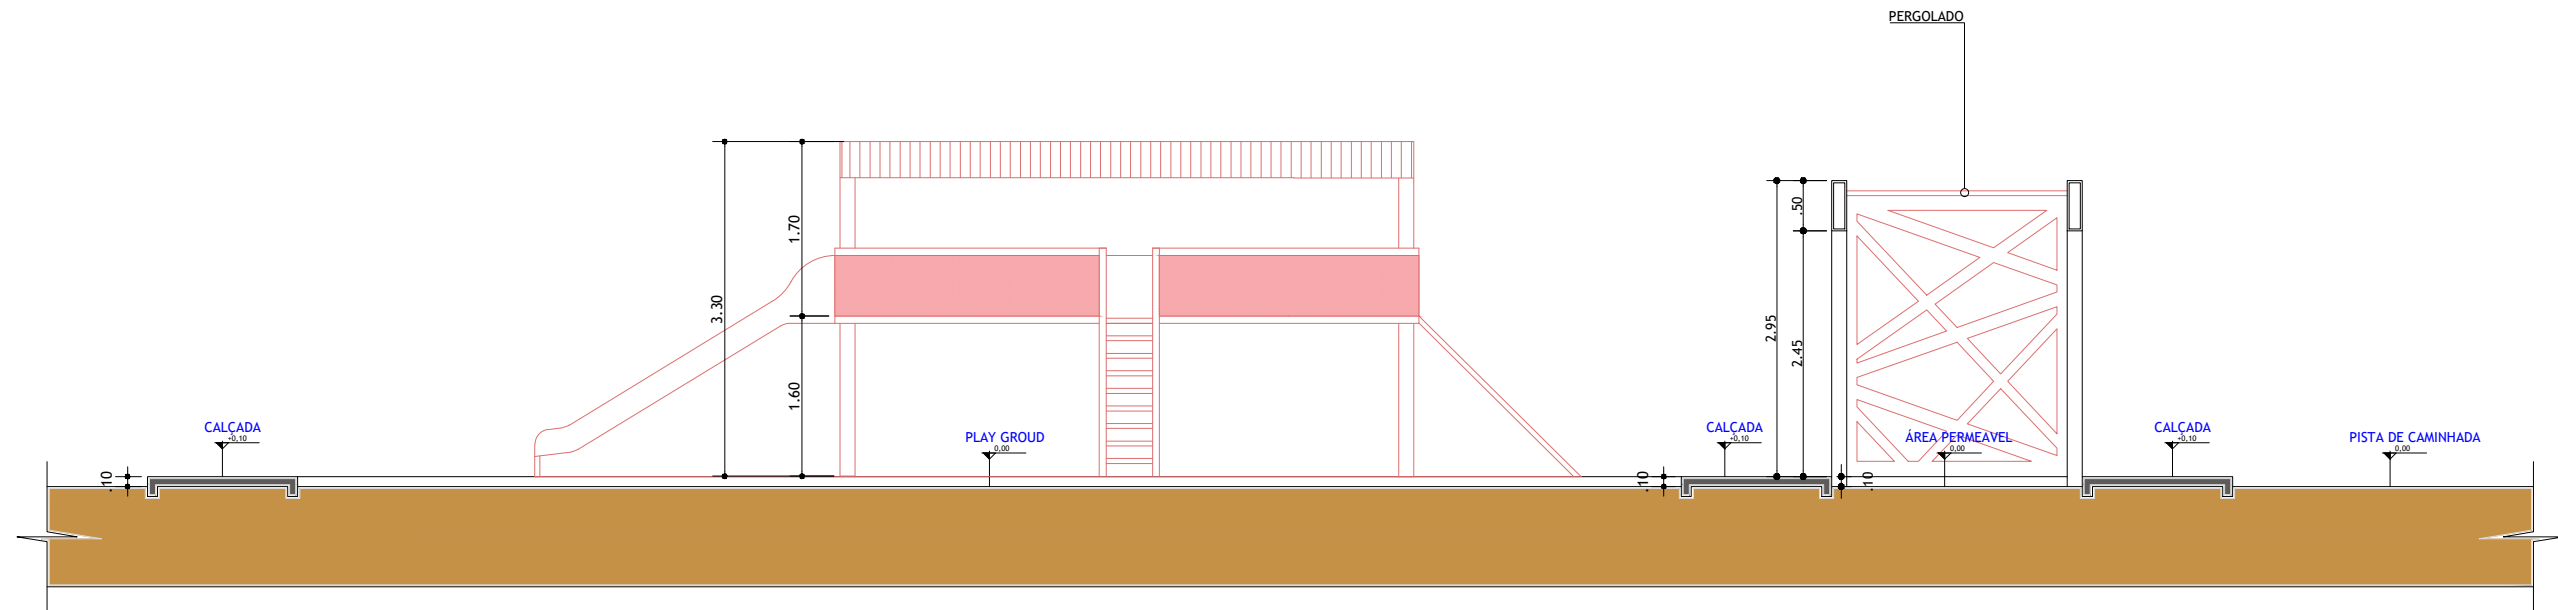 PERGOLADO
1.70
3.30
1.60
.50
2.95
2.45
CALÇADA
+0,10
PLAY GROUD
0,00
CALÇADA
+0,10
ÁREA PERMEAVEL
0,00
CALÇADA
+0,10
PISTA DE CAMINHADA
0,00
.10
.10
.10